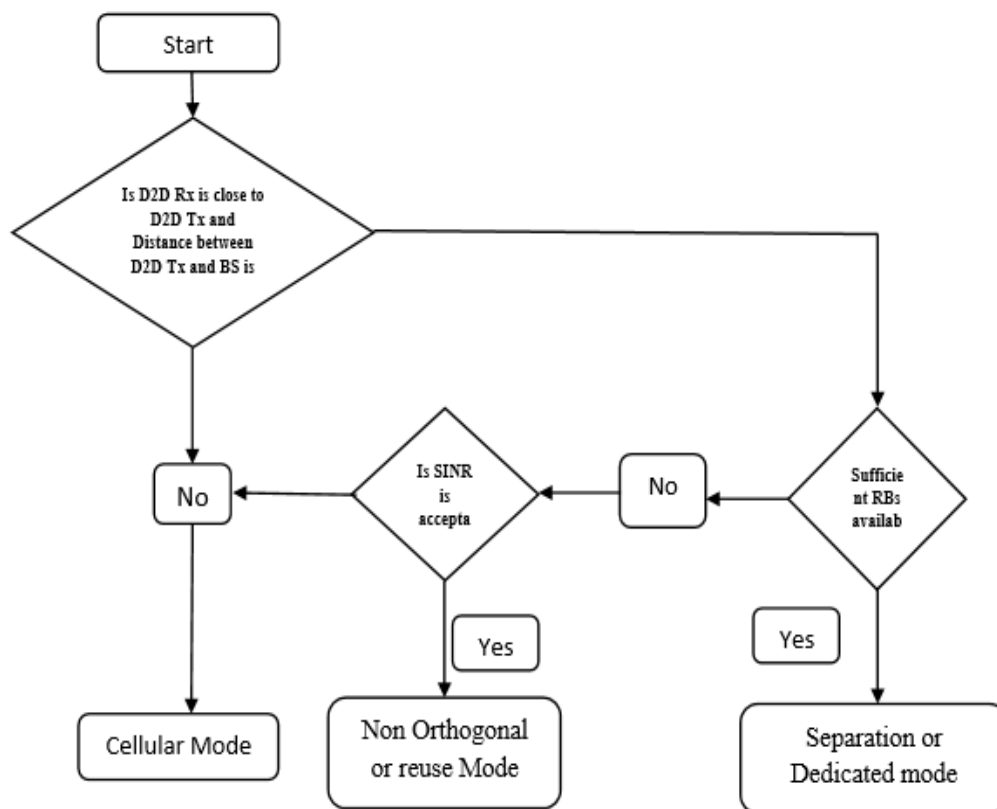 Start
Is D2D Rx is close to
D2D Tx and
Distance between
D2D Tx and BS is
No
Is SINR
is
accepta
No
Sufficie
nt RBs
availab
Yes
Yes
Cellular Mode
Non Orthogonal
or reuse Mode
Separation or
Dedicated mode